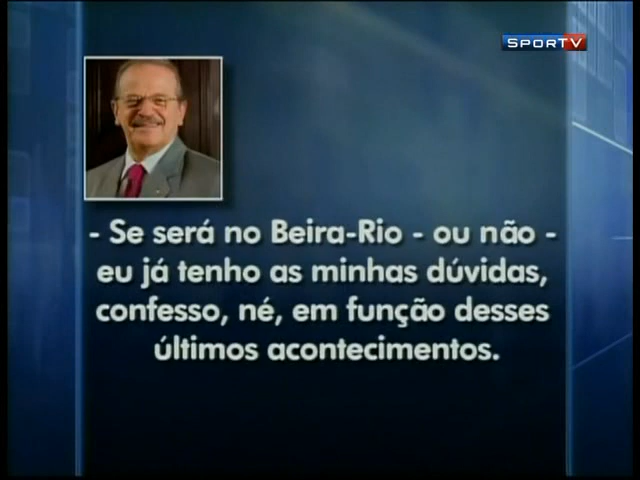 SPORTV
- Se será no Beira-Rio - ou não -
eu já tenho as minhas dúvidas,
confesso, né, em função desses
últimos acontecimentos.